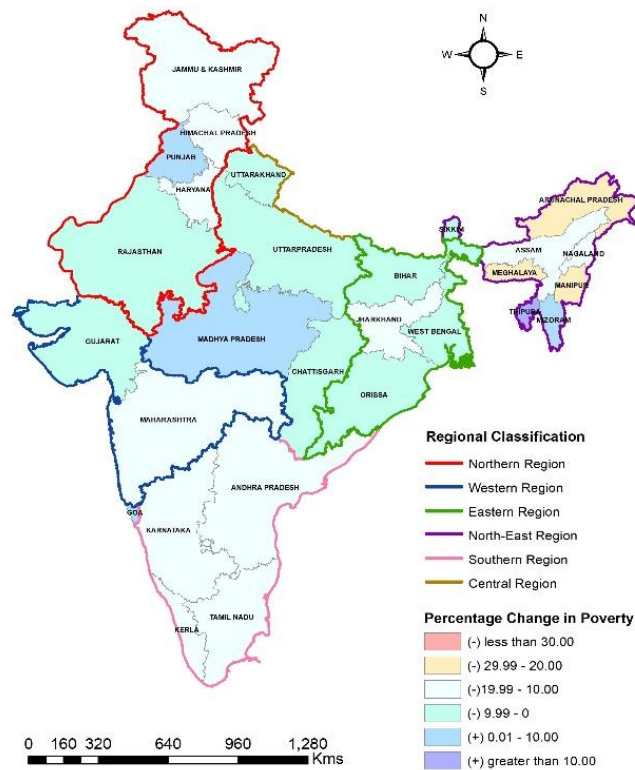 N
W E
S
JAMMU & KASHMIR
HIMACHAL PRADESH
PUNJAB
UTTARAKHAND
HARYANA
ARUNACHAL PRADESH
RAJASTHAN
UTTARPRADESH
SIKKIM
ASSAM
NAGALAND
BIHAR
MEGHALAYA
MANIPUR
JHARKHAND
TRIPURA
MIZORAM
GUJARAT
MADHYA PRADESH
WEST BENGAL
CHATTISGARH
ORISSA
MAHARASHTRA
ANDHRA PRADESH
GOA
KARNATAKA
TAMIL NADU
KERLA
Regional Classification
Northern Region
Western Region
Eastern Region
North-East Region
Southern Region
Central Region
Percentage Change in Poverty
(-) less than 30.00
(-) 29.99 - 20.00
(-)19.99 - 10.00
(-) 9.99 - 0
(+) 0.01 - 10.00
(+) greater than 10.00
0 160 320 640 960 1,280
Kms